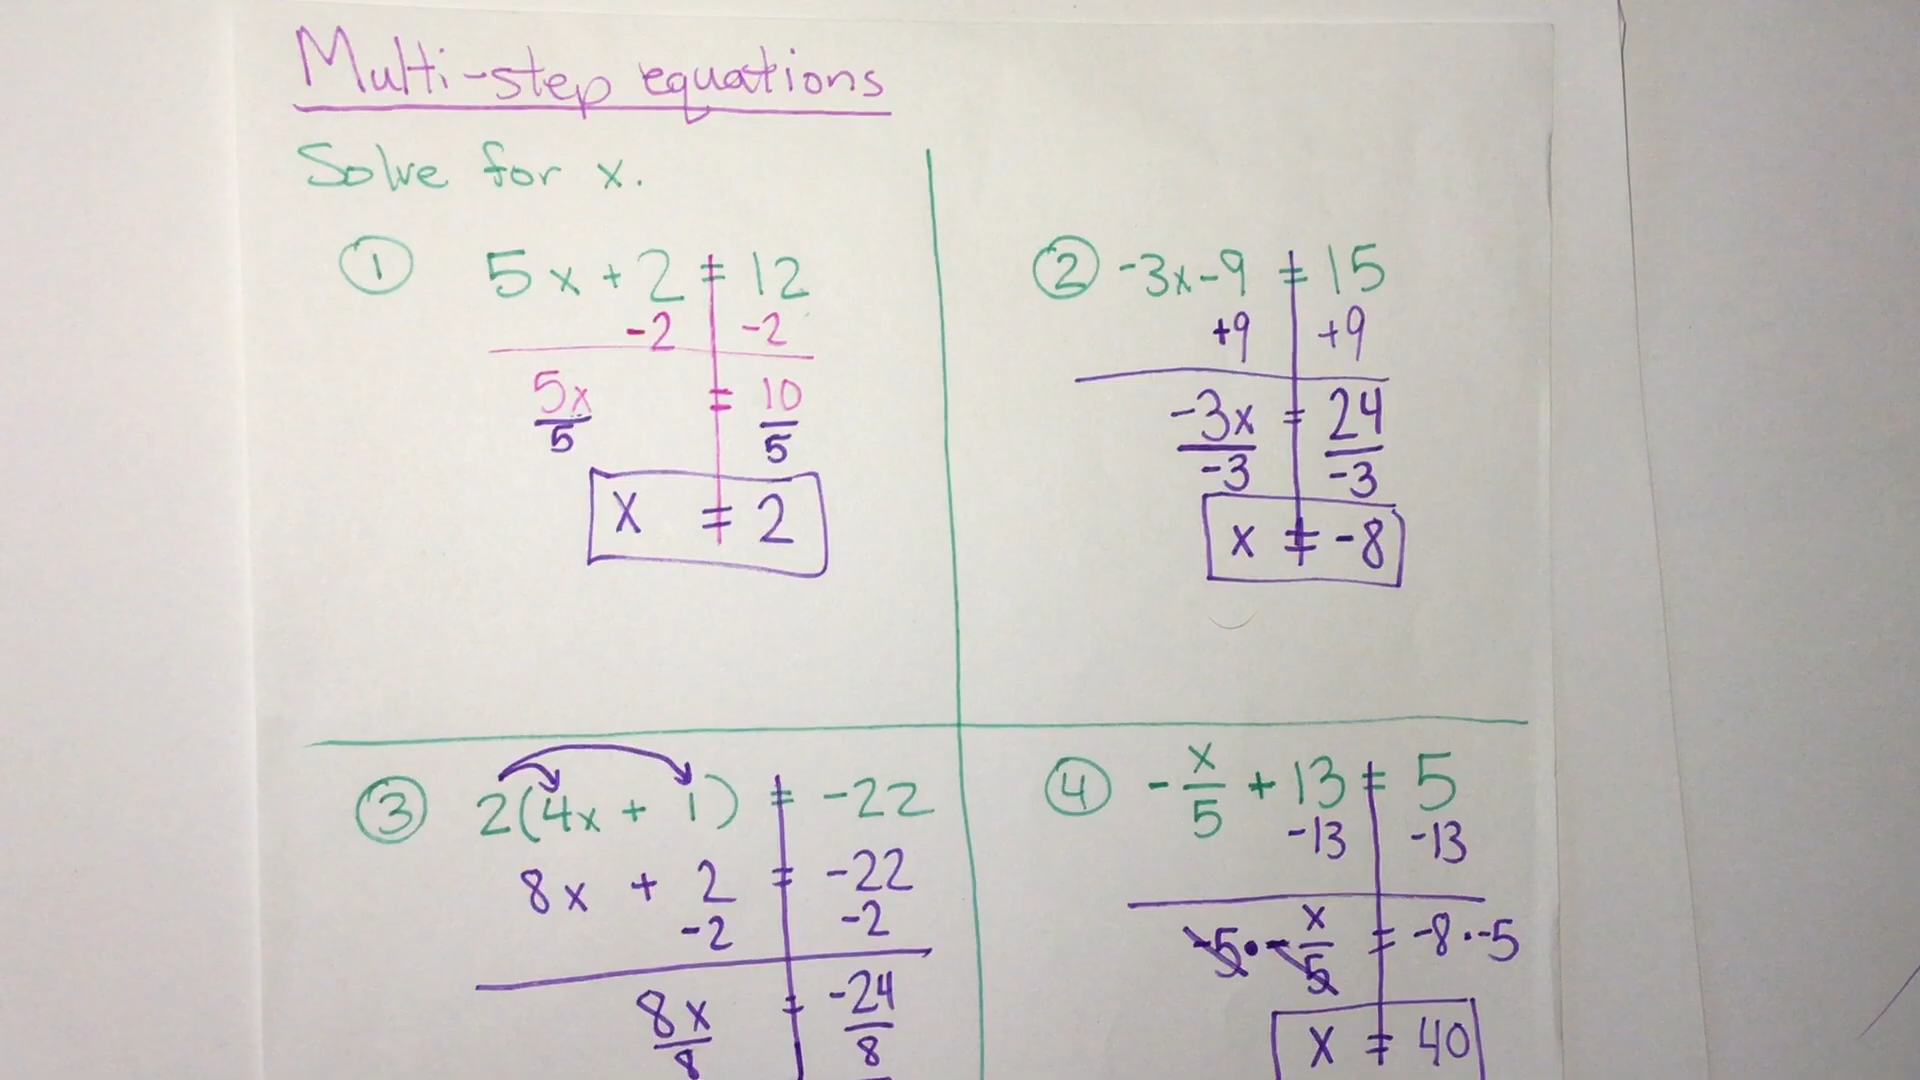 Multi-step equations
Solve for x.
① 5x + 2 = 12
-2 -2
5x/5 = 10/5
x = 2
② -3x - 9 = 15
+9 +9
-3x/-3 = 24/-3
x = -8
③ 2(4x + 1) = -22
8x + 2 = -22
-2 -2
8x/8 = -24/8
④ -x/5 + 13 = 5
-13 -13
-5 · -x/5 = -8 · -5
x = 40